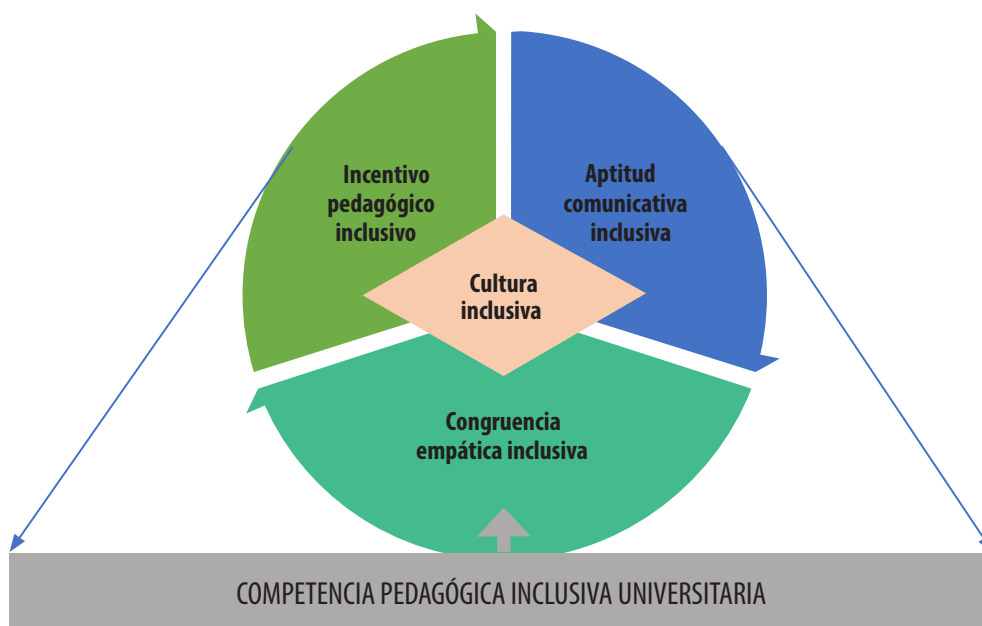 Incentivo
pedagógico
inclusivo
Aptitud
comunicativa
inclusiva
Cultura
inclusiva
Congruencia
empática inclusiva
COMPETENCIA PEDAGÓGICA INCLUSIVA UNIVERSITARIA